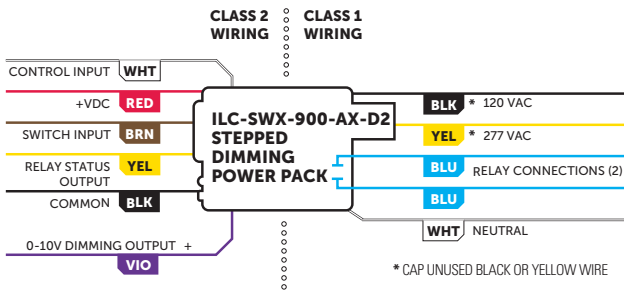 CLASS 2 WIRING
CLASS 1 WIRING
CONTROL INPUT WHT
+VDC RED
SWITCH INPUT BRN
RELAY STATUS OUTPUT YEL
COMMON BLK
0-10V DIMMING OUTPUT +
VIO
ILC-SWX-900-AX-D2
STEPPED
DIMMING
POWER PACK
BLK * 120 VAC
YEL * 277 VAC
BLU RELAY CONNECTIONS (2)
BLU
WHT NEUTRAL
* CAP UNUSED BLACK OR YELLOW WIRE